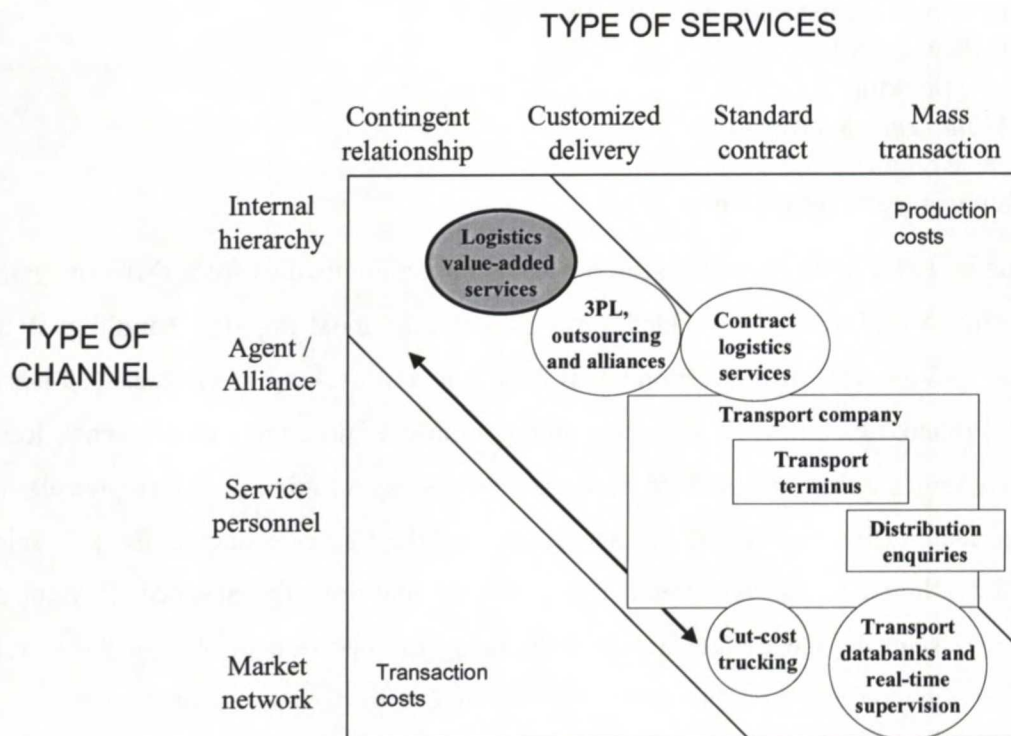 TYPE OF SERVICES
Contingent
relationship
Customized
delivery
Standard
contract
Mass
transaction
Internal
hierarchy
Production
costs
Logistics
value-added
services
TYPE OF
CHANNEL
Agent /
Alliance
3PL,
outsourcing
and alliances
Contract
logistics
services
Transport company
Transport
terminus
Service
personnel
Distribution
enquiries
Market
network
Transaction
costs
Cut-cost
trucking
Transport
databanks and
real-time
supervision